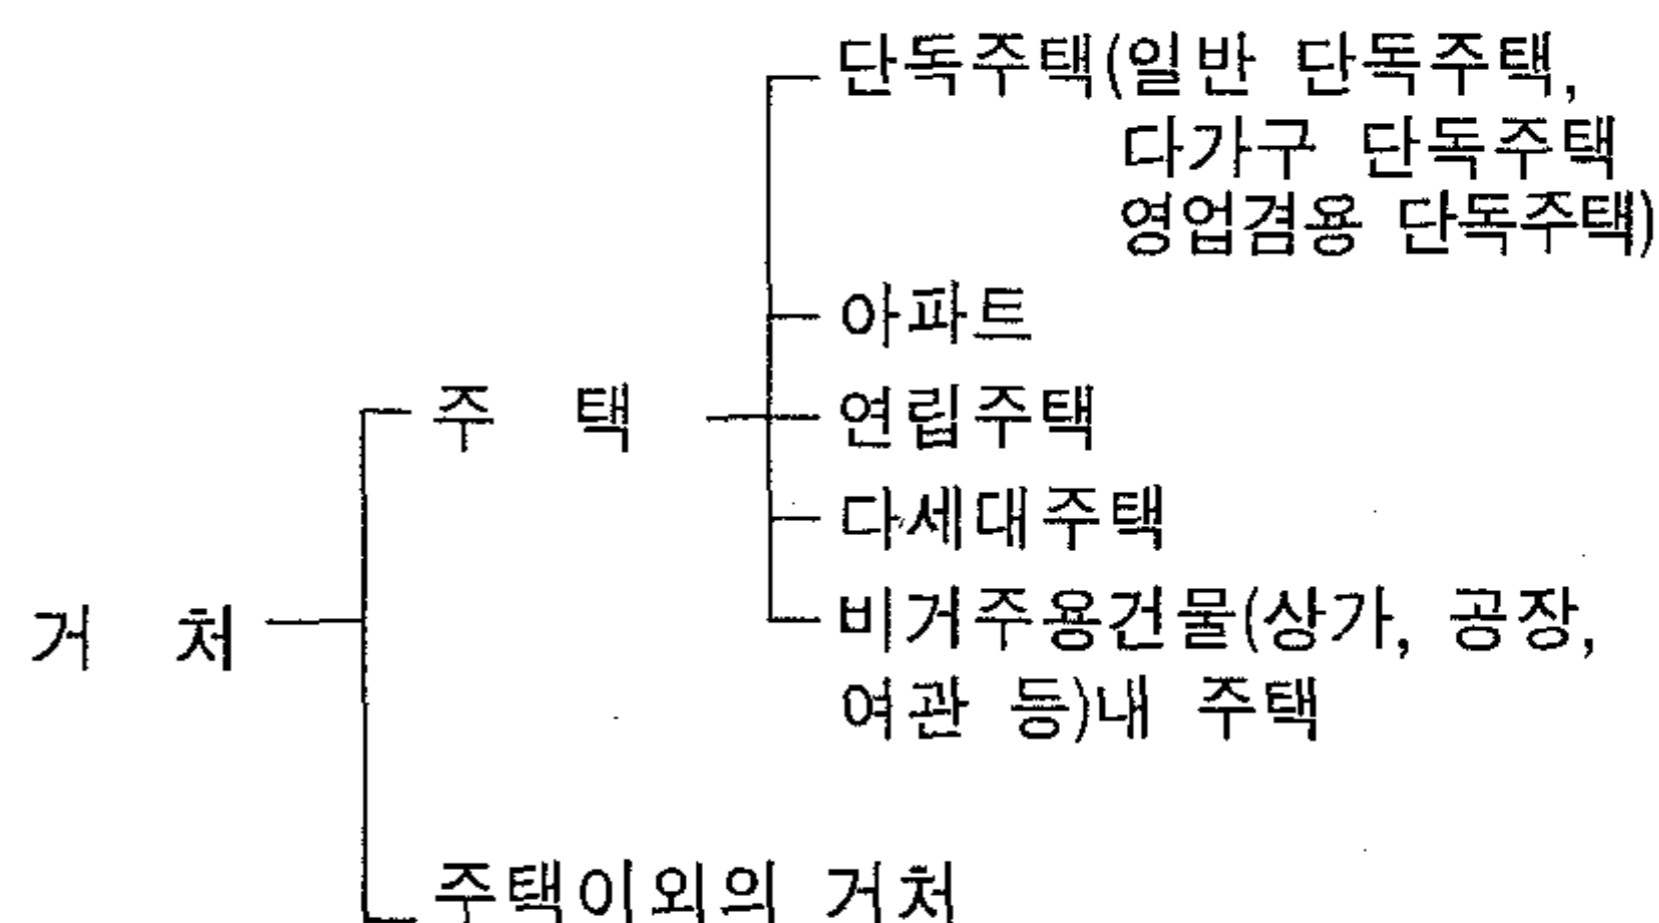 단독주택(일반 단독주택,
다가구 단독주택
영업겸용 단독주택)
아파트
주 택
연립주택
다세대주택
거 처
비거주용건물(상가, 공장,
여관 등)내 주택
주택이외의 거처